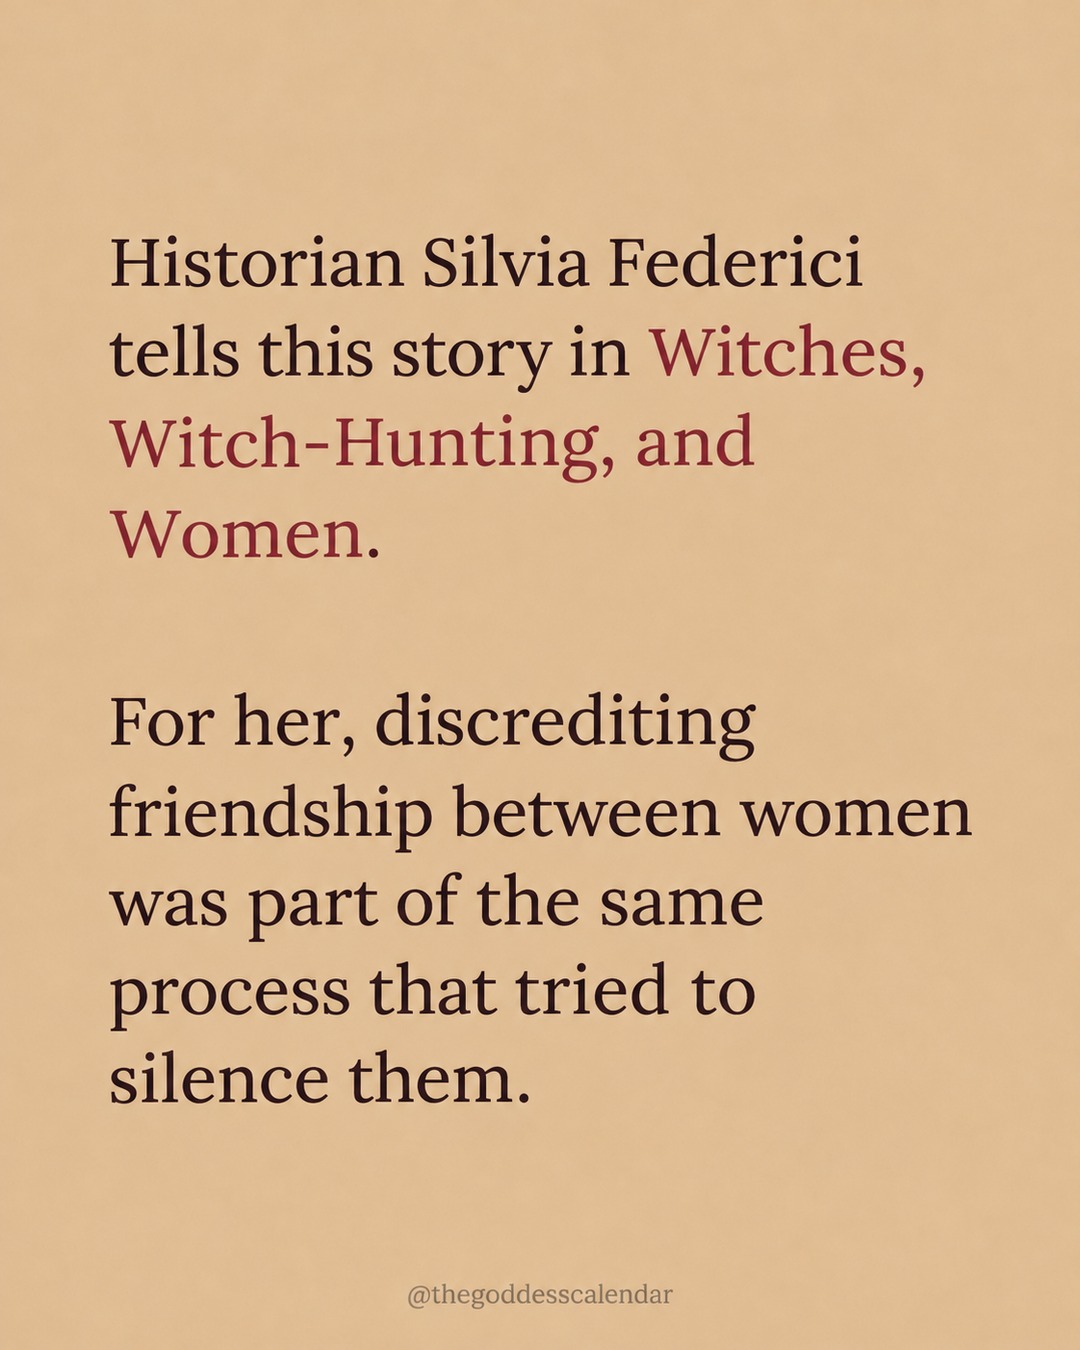 Historian Silvia Federici
tells this story in Witches,
Witch-Hunting, and
Women.
For her, discrediting
friendship between women
was part of the same
process that tried to
silence them.
@thegoddesscalendar